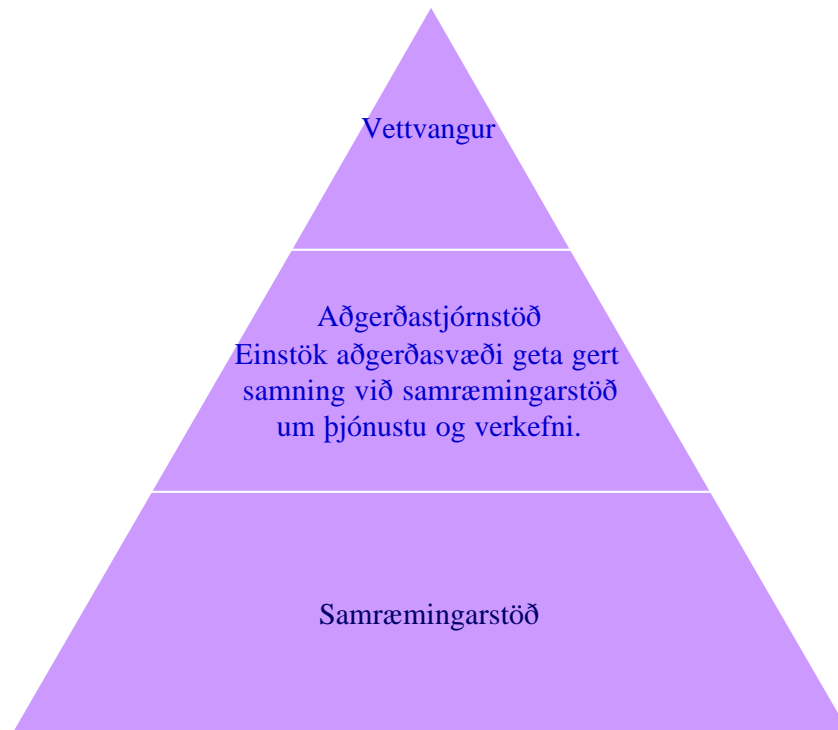 Vettvangur
Aðgerðastjórnstöð
Einstök aðgerðasvæði geta gert
samning við samræmingarstöð
um þjónustu og verkefni.
Samræmingarstöð